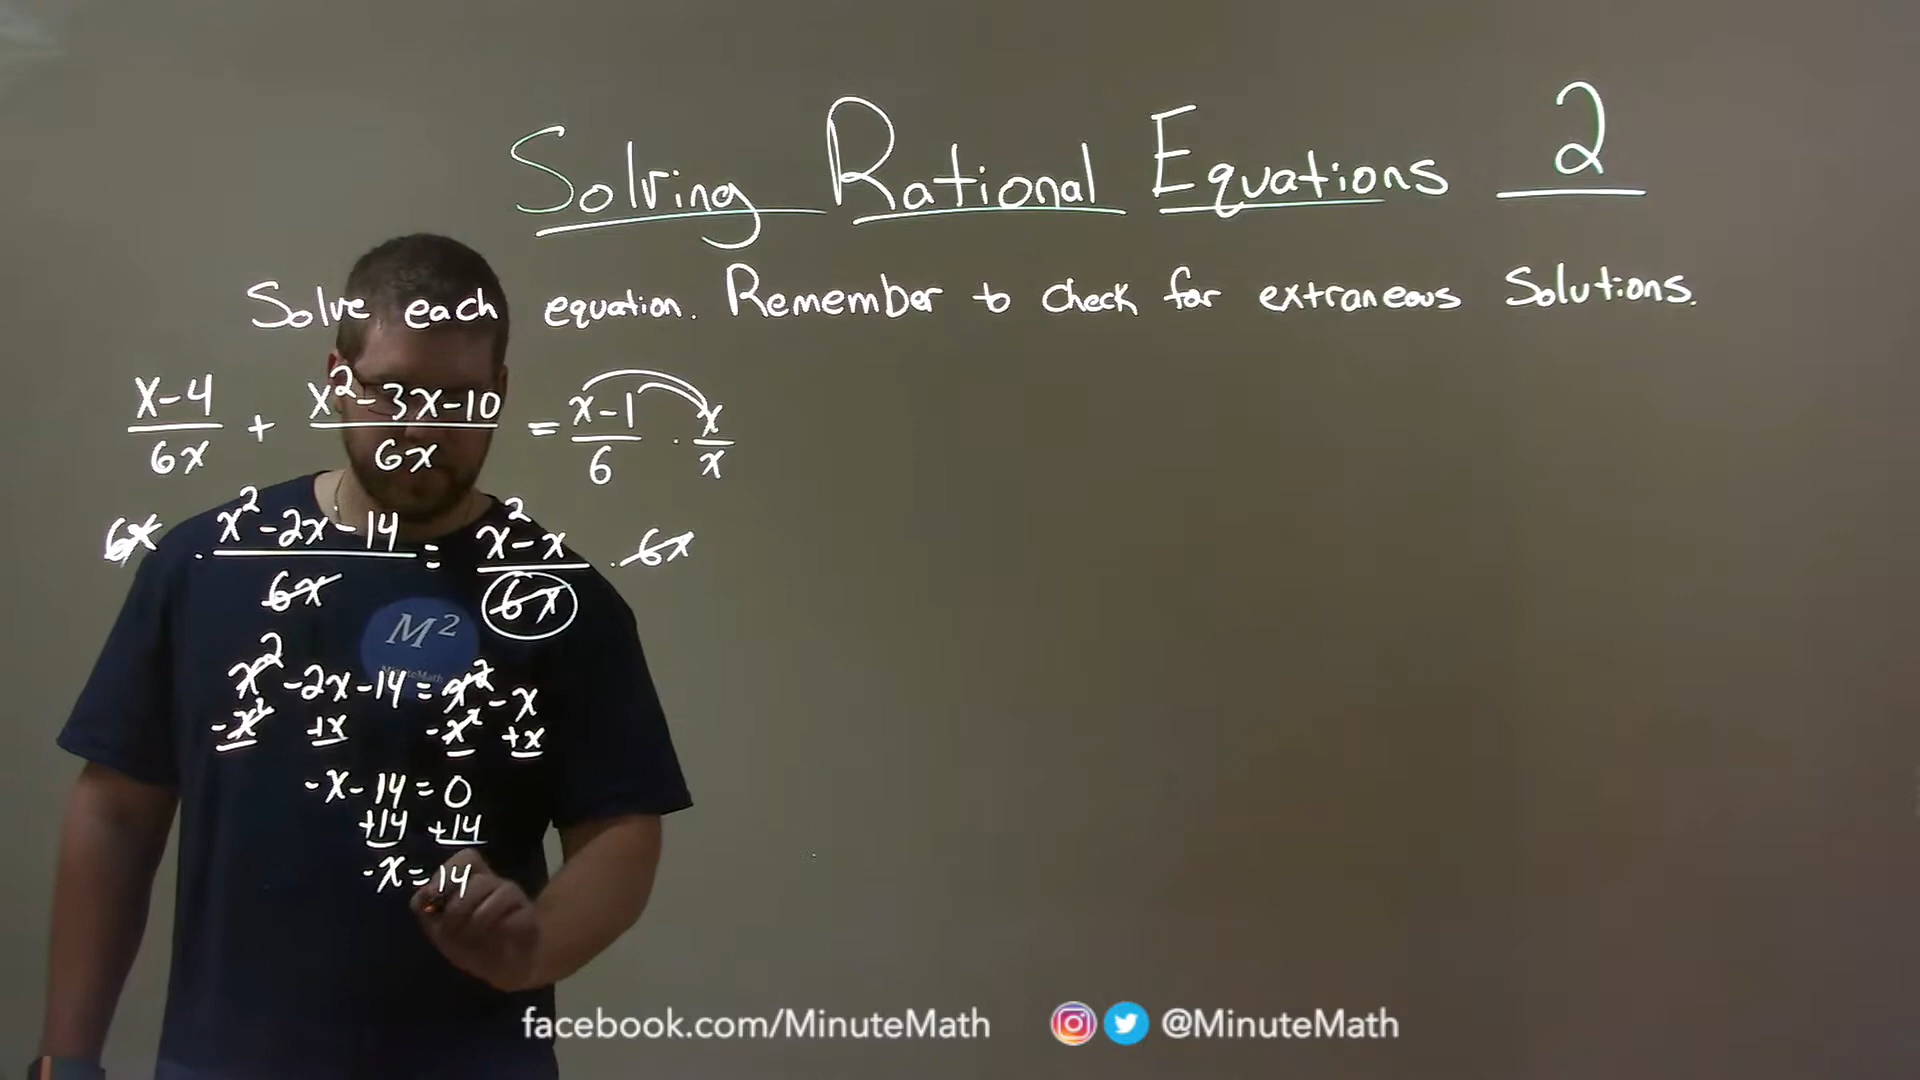 Solving Rational Equations 2
Solve each equation. Remember to check for extraneous solutions.
x-4/6x + x²-3x-10/6x = x-1/6 · x/x
6x · x²-2x-14/6x = x²-x/6x · 6x
M²
MinuteMath
x²-2x-14=x²-x
-x² +x -x² +x
-x-14=0
+14 +14
-x=14
facebook.com/MinuteMath @MinuteMath